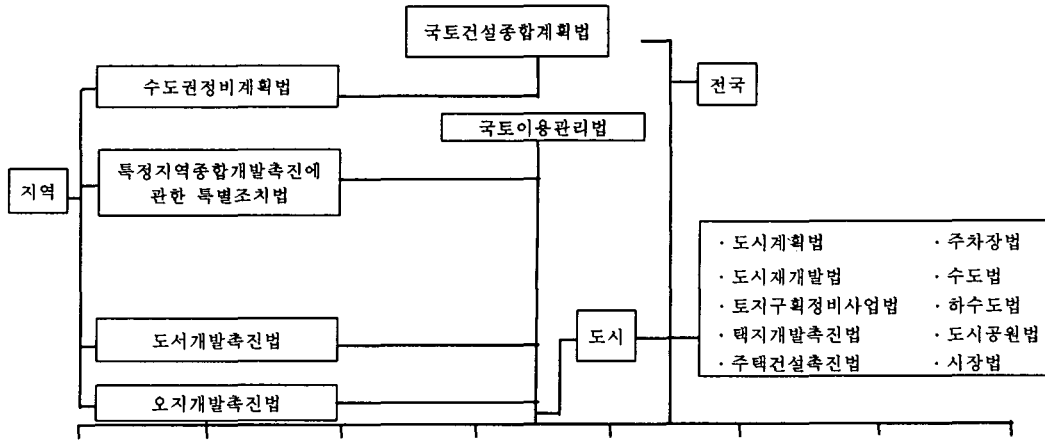 국토건설종합계획법
수도권정비계획법
전국
국토이용관리법
지역
특정지역종합개발촉진에
관한 특별조치법
· 도시계획법
· 주차장법
· 도시재개발법
· 수도법
· 토지구획정비사업법
· 하수도법
· 택지개발촉진법
· 도시공원법
· 주택건설촉진법
· 시장법
도시
도서개발촉진법
오지개발촉진법